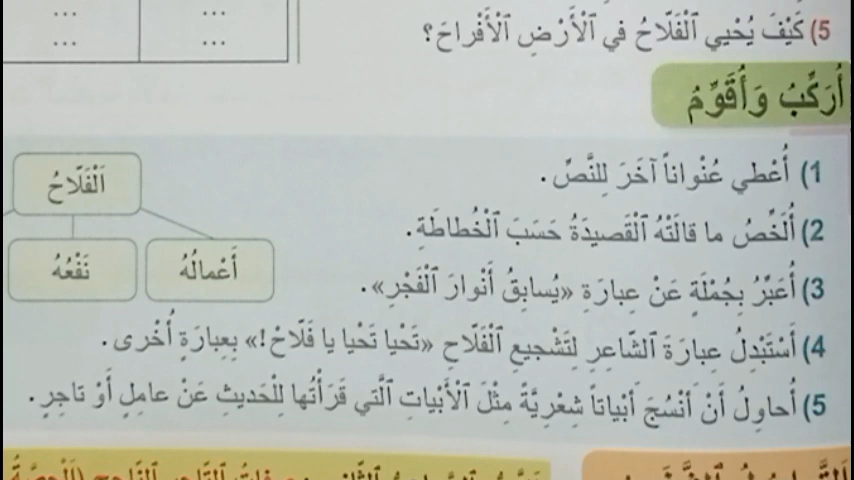 ... ...
... ...
5) كَيْفَ يُحْيِي ٱلْفَلّاحُ في ٱلْأَرْضِ ٱلْأَفْراحَ؟
أُرَكِّبُ وَأُقَوِّمُ
1) أُعْطي عُنْواناً آخَرَ لِلنَّصِّ.
2) أُلَخِّصُ ما قالَتْهُ ٱلْقَصيدَةُ حَسَبَ ٱلْخُطاطَةِ.
3) أُعَبِّرُ بِجُمْلَةٍ عَنْ عِبارَةِ «يُسابِقُ أَنْوارَ ٱلْفَجْرِ».
4) أَسْتَبْدِلُ عِبارَةَ ٱلشّاعِرِ لِتَشْجيعِ ٱلْفَلّاحِ «تَحْيا تَحْيا يا فَلّاحْ!» بِعِبارَةٍ أُخْرى.
5) أُحاوِلُ أَنْ أَنْسُجَ أَبْياتاً شِعْرِيَّةً مِثْلَ ٱلْأَبْياتِ ٱلَّتي قَرَأْتُها لِلْحَديثِ عَنْ عامِلٍ أَوْ تاجِرٍ.
اَلْفَلّاحُ
أَعْمالُهُ
نَفْعُهُ